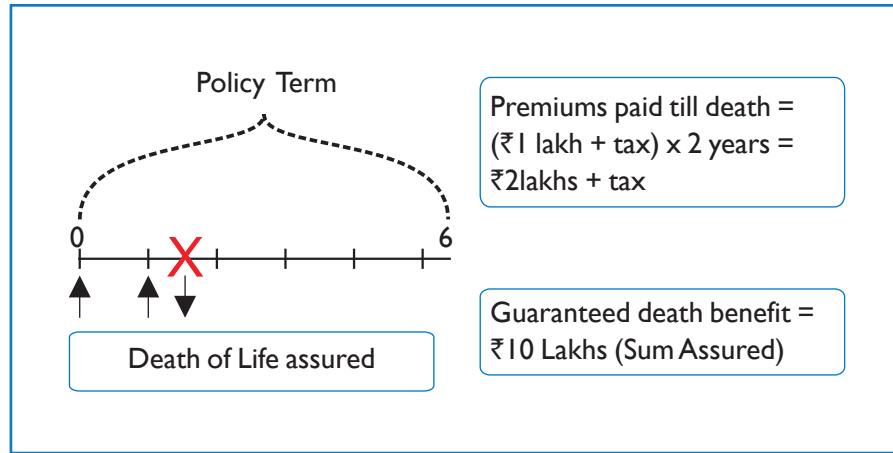 Policy Term
0
6
X
Death of Life assured
Premiums paid till death =
(₹1 lakh + tax) x 2 years =
₹2lakhs + tax
Guaranteed death benefit =
₹10 Lakhs (Sum Assured)